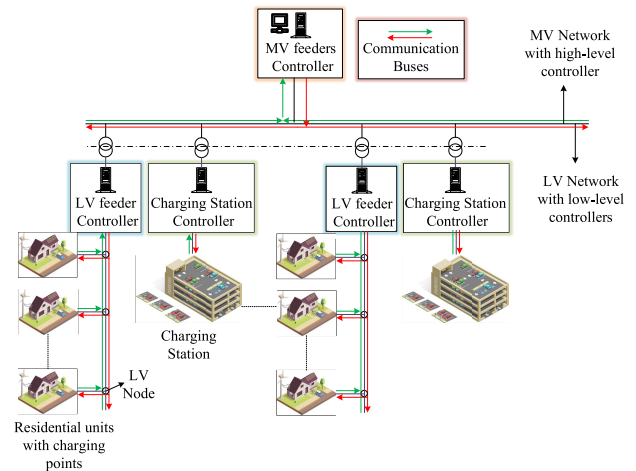 MV feeders
Controller
Communication
Buses
MV Network
with high-level
controller
LV feeder
Controller
Charging Station
Controller
LV feeder
Controller
Charging Station
Controller
LV Network
with low-level
controllers
Charging
Station
LV
Node
Residential units
with charging
points